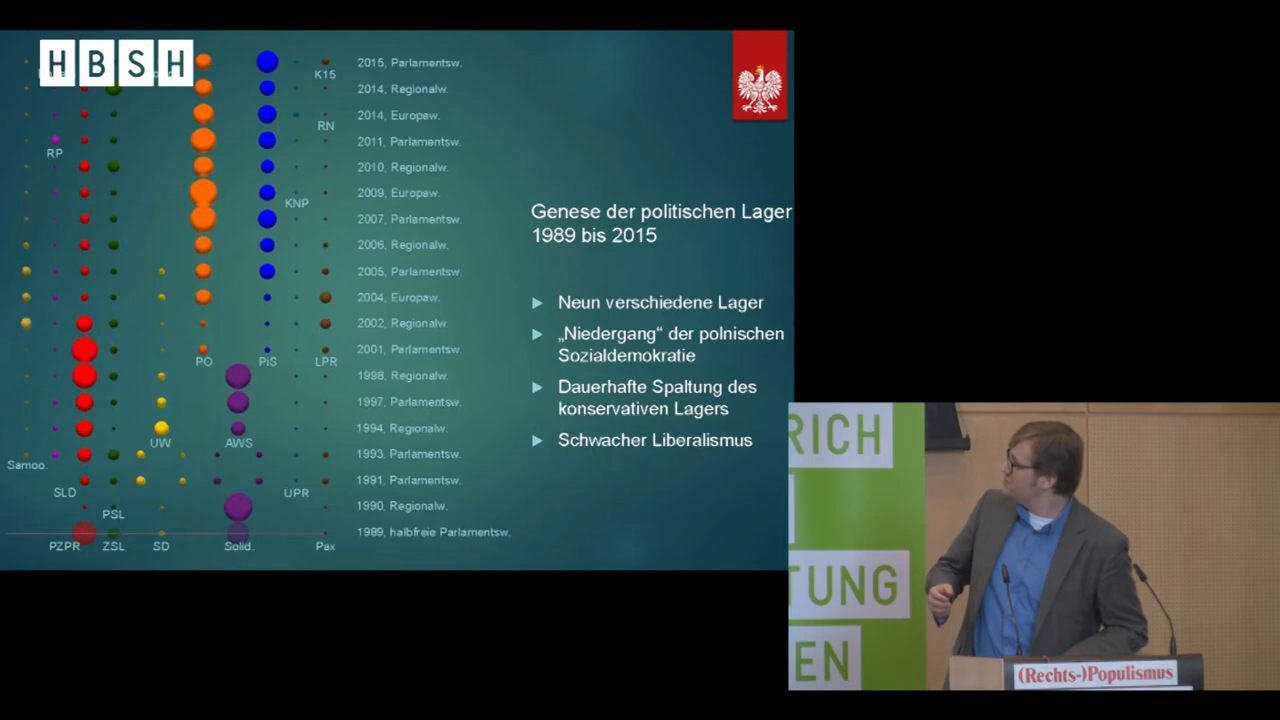 HBSH
2015, Parlamentsw.
K15
2014, Regionalw.
2014, Europaw.
RN
2011, Parlamentsw.
RP
2010, Regionalw.
2009, Europaw.
KNP
2007, Parlamentsw.
2006, Regionalw.
2005, Parlamentsw.
2004, Europaw.
2002, Regionalw.
2001, Parlamentsw.
PO
PiS
LPR
1998, Regionalw.
1997, Parlamentsw.
1994, Regionalw.
UW
AWS
1993, Parlamentsw.
Samoo.
1991, Parlamentsw.
SLD
UPR
1990, Regionalw.
PSL
1989, halbfreie Parlamentsw.
PZPR
ZSL
SD
Solid.
Pax
Genese der politischen Lager
1989 bis 2015
Neun verschiedene Lager
„Niedergang“ der polnischen
Sozialdemokratie
Dauerhafte Spaltung des
konservativen Lagers
Schwacher Liberalismus
RICH
TUNG
EN
(Rechts-)Populismus